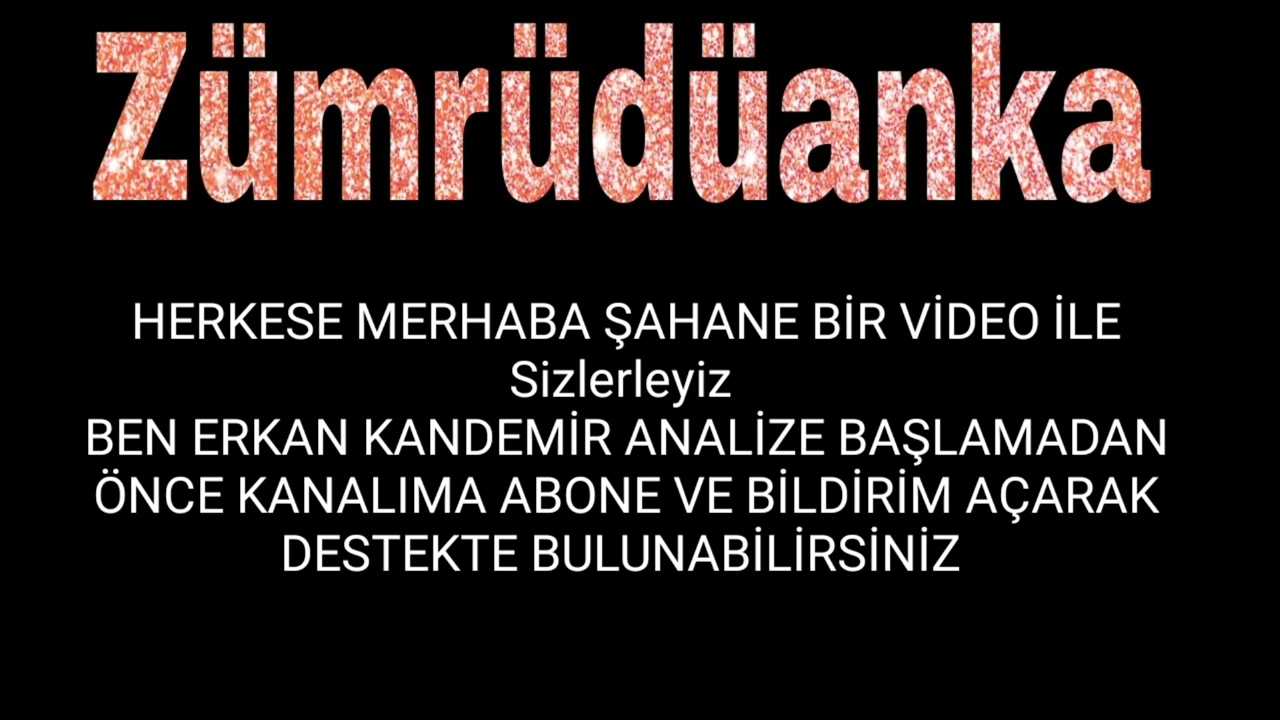 Zümrüdüanka
HERKESE MERHABA ŞAHANE BİR VİDEO İLE
Sizlerleyiz
BEN ERKAN KANDEMİR ANALİZE BAŞLAMADAN
ÖNCE KANALIMA ABONE VE BİLDİRİM AÇARAK
DESTEKTE BULUNABİLİRSİNİZ